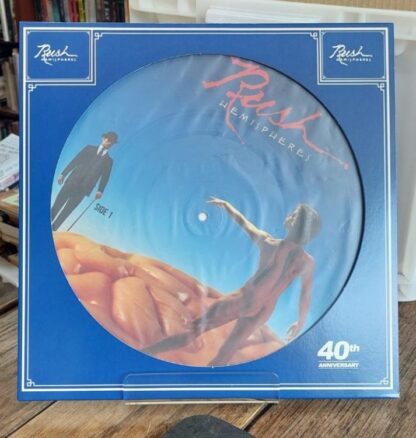 Rush
HEMISPHERES
Rush
HEMISPHERES
Rush
HEMISPHERES
SIDE 1
40th
ANNIVERSARY